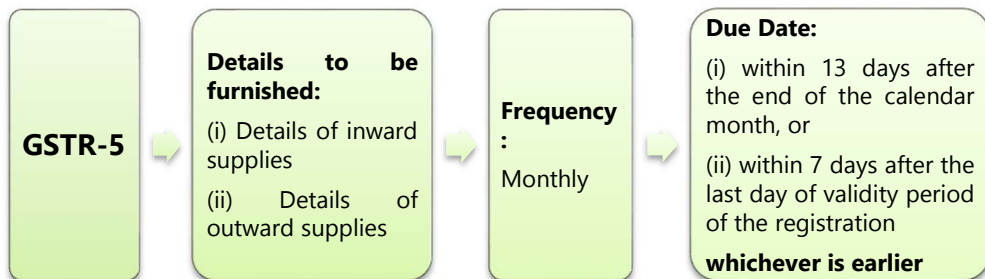 GSTR-5
Details to be
furnished:
(i) Details of inward
supplies
(ii) Details of
outward supplies
Frequency
:
Monthly
Due Date:
(i) within 13 days after
the end of the calendar
month, or
(ii) within 7 days after the
last day of validity period
of the registration
whichever is earlier